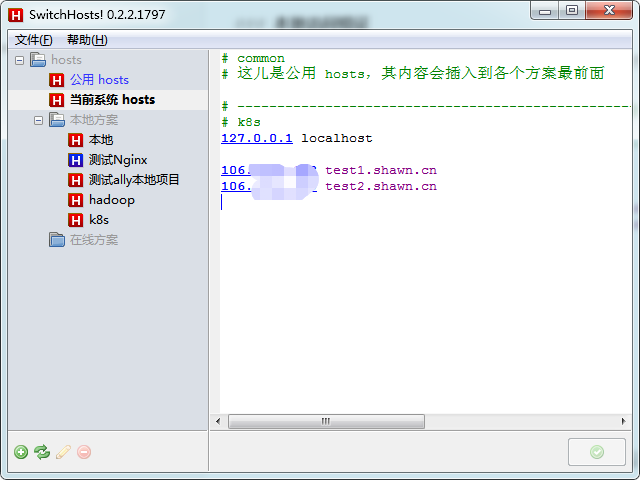 SwitchHosts! 0.2.2.1797
文件(F) 帮助(H)
hosts
公用 hosts
当前系统 hosts
本地方案
本地
测试Nginx
测试ally本地项目
hadoop
k8s
在线方案
# common
# 这儿是公用 hosts，其内容会插入到各个方案最前面
# --------------------------------------------------
# k8s
127.0.0.1 localhost
106. test1.shawn.cn
106. test2.shawn.cn